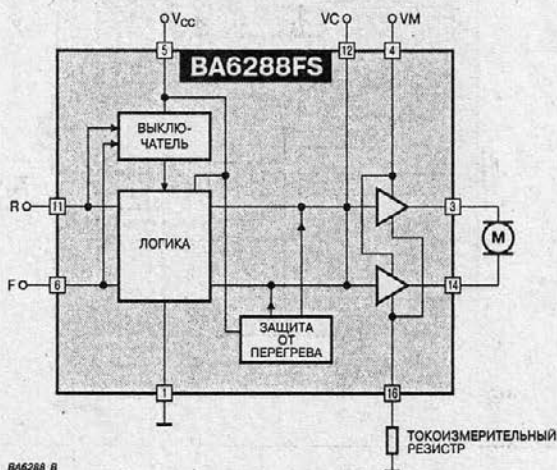 Vcc
VC
VM
5
12
4
BA6288FS
ВЫКЛЮ-
ЧАТЕЛЬ
R
11
3
ЛОГИКА
M
F
6
14
ЗАЩИТА
ОТ
ПЕРЕГРЕВА
1
16
ТОКОИЗМЕРИТЕЛЬНЫЙ
РЕЗИСТР
BA6288_B